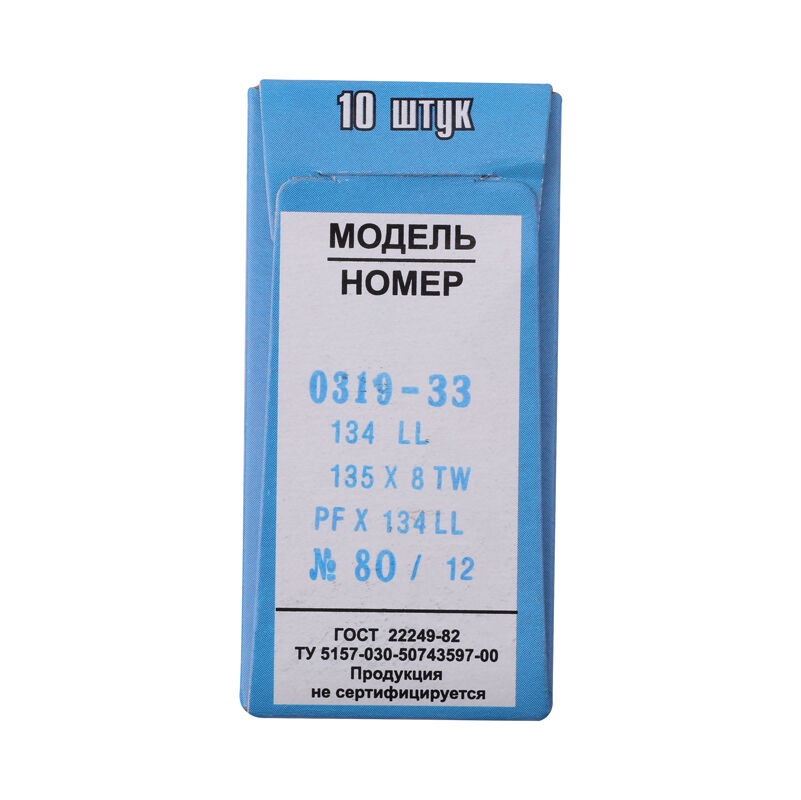 10 штук
МОДЕЛЬ
НОМЕР
0319-33
134 LL
135 X 8 TW
PF X 134 LL
№ 80 / 12
ГОСТ 22249-82
ТУ 5157-030-50743597-00
Продукция
не сертифицируется